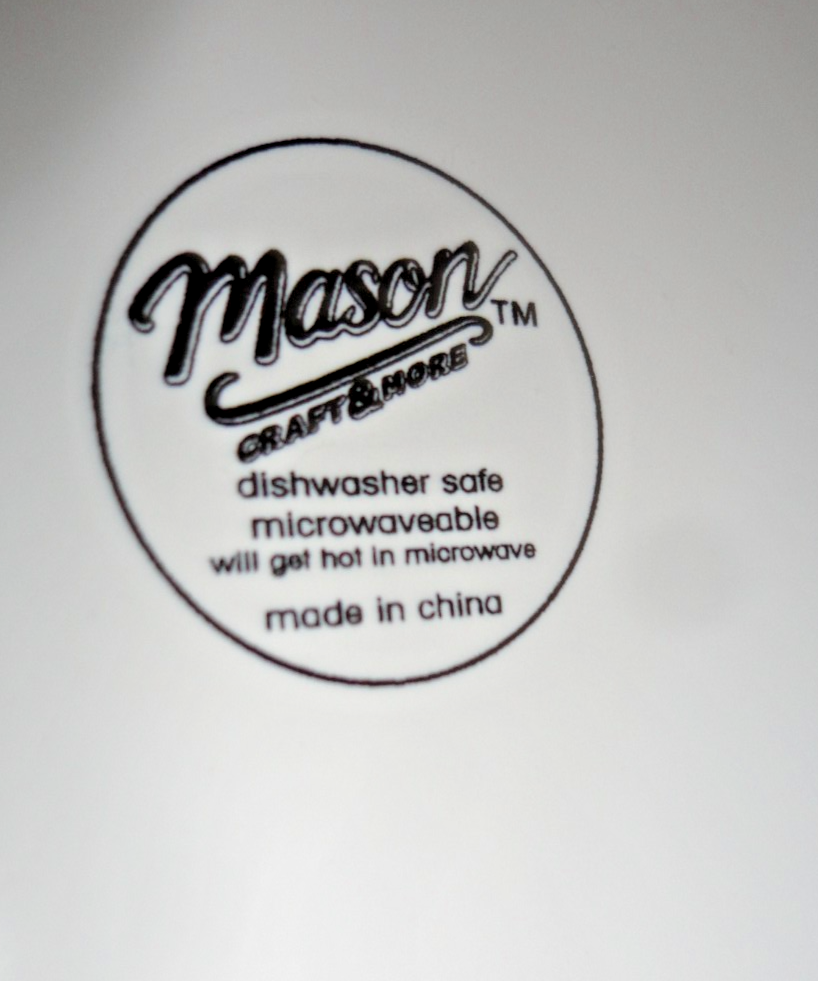 Mason
TM
CRAFT & MORE
dishwasher safe
microwaveable
will get hot in microwave
made in china